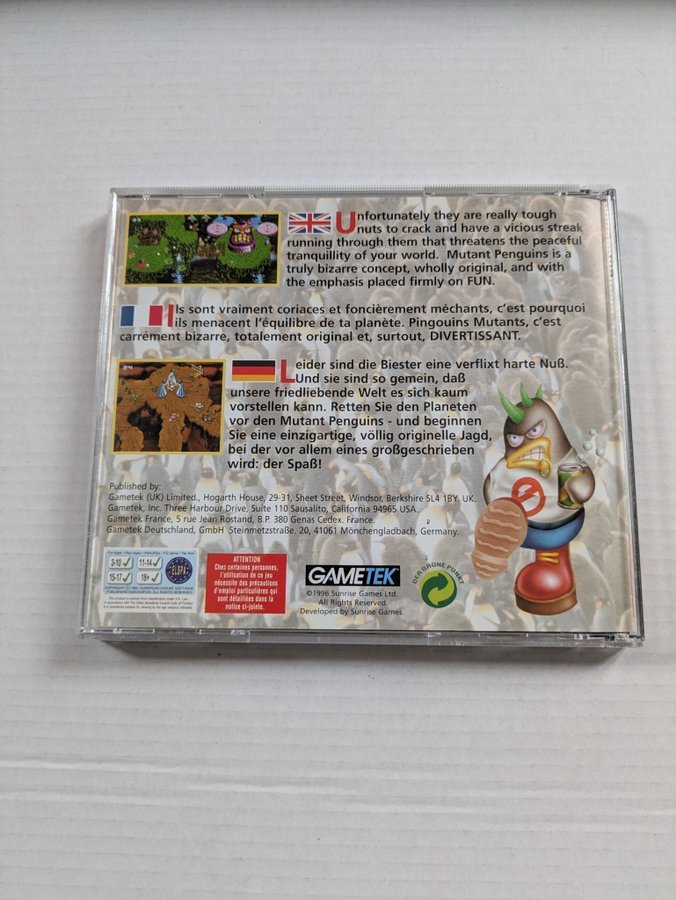 Unfortunately they are really tough
nuts to crack and have a vicious streak
running through them that threatens the peaceful
tranquillity of your world. Mutant Penguins is a
truly bizarre concept, wholly original, and with
the emphasis placed firmly on FUN.
Ils sont vraiment coriaces et foncièrement méchants, c'est pourquoi
ils menacent l'équilibre de ta planète. Pingouins Mutants, c'est
carrément bizarre, totalement original et, surtout, DIVERTISSANT.
Leider sind die Biester eine verflixt harte Nuß.
Und sie sind so gemein, daß
unsere friedliebende Welt es sich kaum
vorstellen kann. Retten Sie den Planeten
vor den Mutant Penguins - und beginnen
Sie eine einzigartige, völlig originelle Jagd,
bei der vor allem eines großgeschrieben
wird: der Spaß!
Published by:
Gametek (UK) Limited., Hogarth House, 29-31, Sheet Street, Windsor, Berkshire SL4 1BY. UK.
Gametek, Inc. Three Harbour Drive, Suite 110 Sausalito, California 94965 USA.
Gametek France, 5 rue Jean Rostand, B.P. 380 Genas Cedex. France.
Gametek Deutschland, GmbH Steinmetzstraße. 20, 41061 Mönchengladbach, Germany.
3-10 11-14
15-17 18+
ELSPA
ATTENTION
Chez certaines personnes,
l'utilisation de ce jeu
nécessite des précautions
d'emploi particulières qui
sont détaillées dans la
notice ci-jointe.
GAMETEK
©1996 Sunrise Games Ltd.
All Rights Reserved.
Developed by Sunrise Games.
DER GRÜNE PUNKT